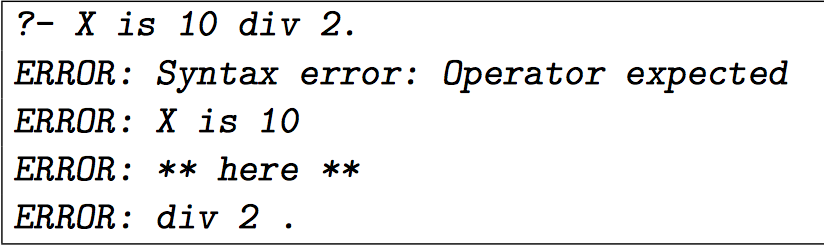 ?- X is 10 div 2.
ERROR: Syntax error: Operator expected
ERROR: X is 10
ERROR: ** here **
ERROR: div 2 .